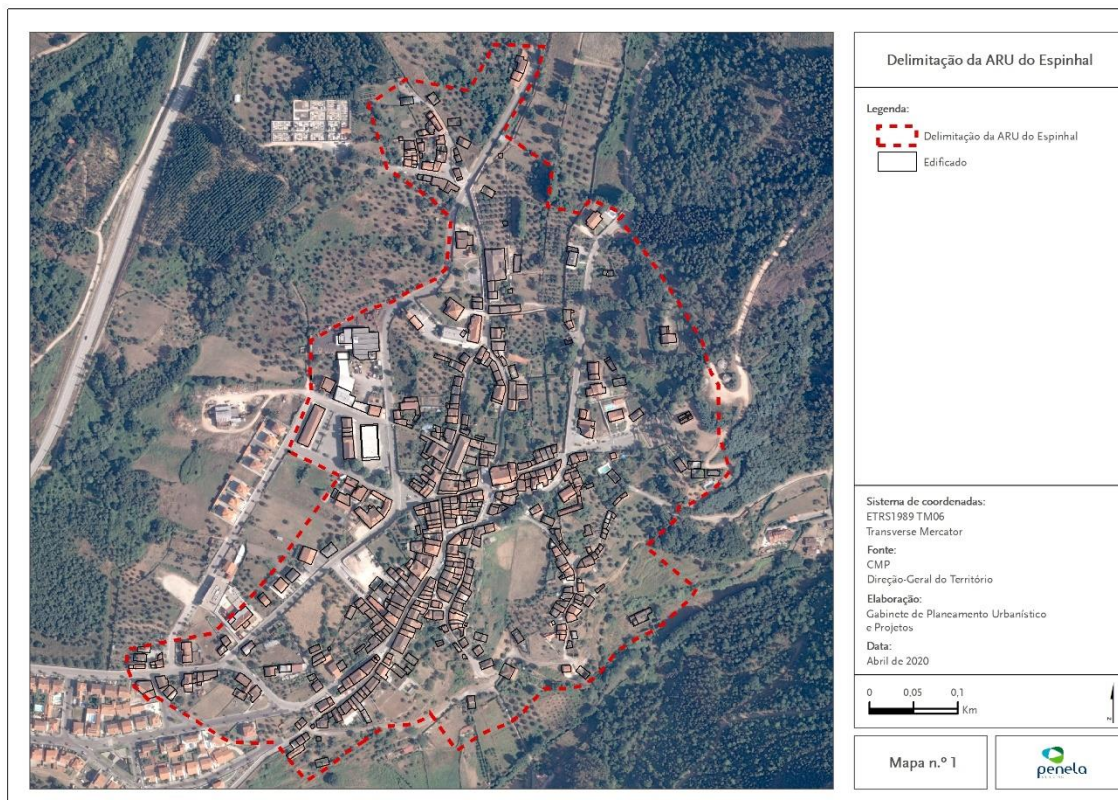 Delimitação da ARU do Espinhal
Legenda:
Delimitação da ARU do Espinhal
Edificado
Sistema de coordenadas:
ETRS1989 TM06
Transverse Mercator
Fonte:
CMP
Direção-Geral do Território
Elaboração:
Gabinete de Planeamento Urbanístico
e Projetos
Data:
Abril de 2020
0 0,05 0,1
Km
Mapa n.º 1
penela